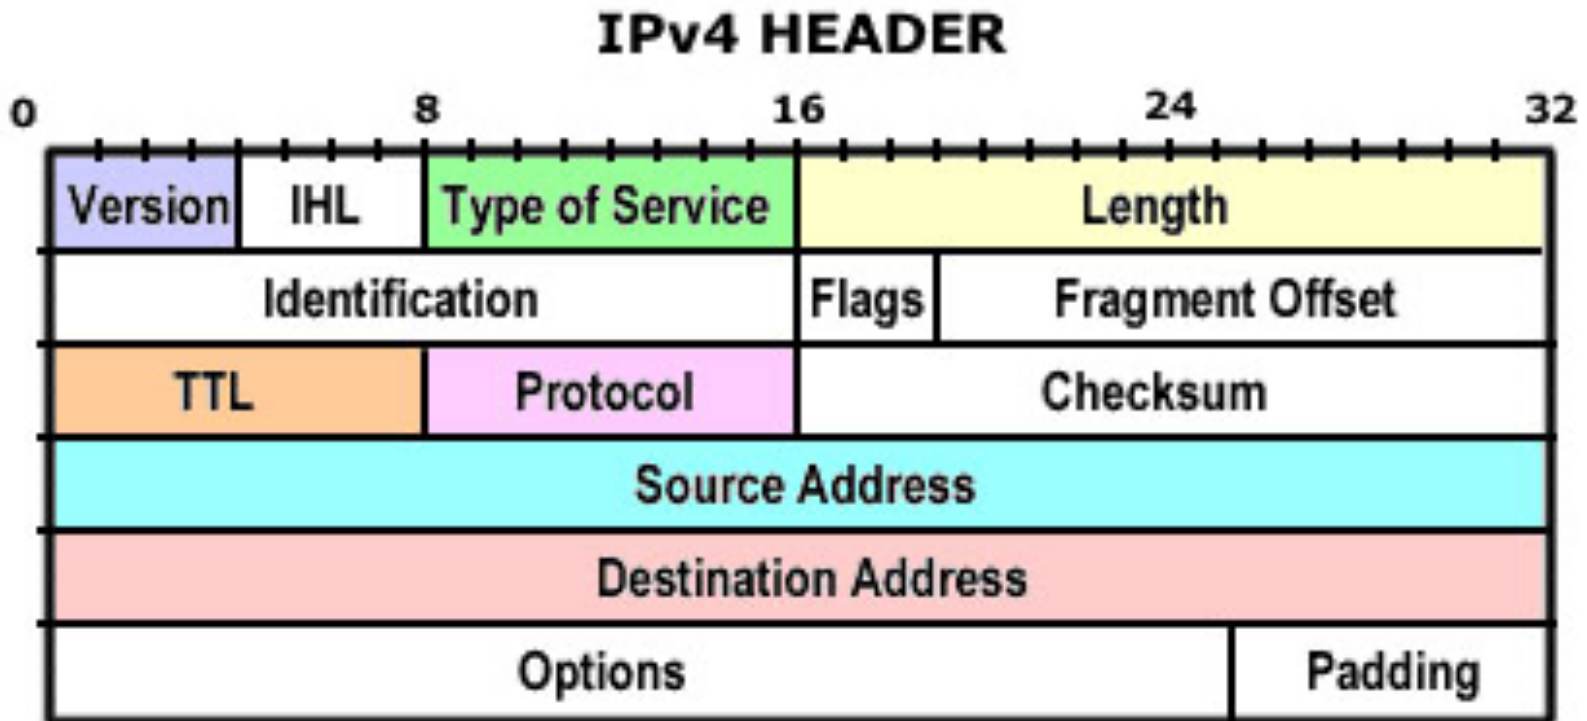 IPv4 HEADER
0 8 16 24 32
Version IHL Type of Service Length
Identification Flags Fragment Offset
TTL Protocol Checksum
Source Address
Destination Address
Options Padding